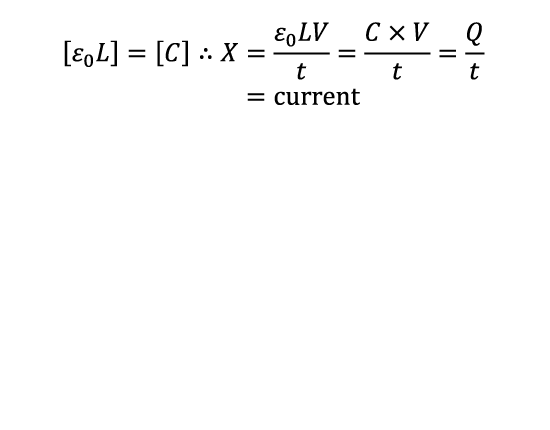 [ε₀L] = [C] ∴ X = ε₀LV/t = C × V/t = Q/t
= current